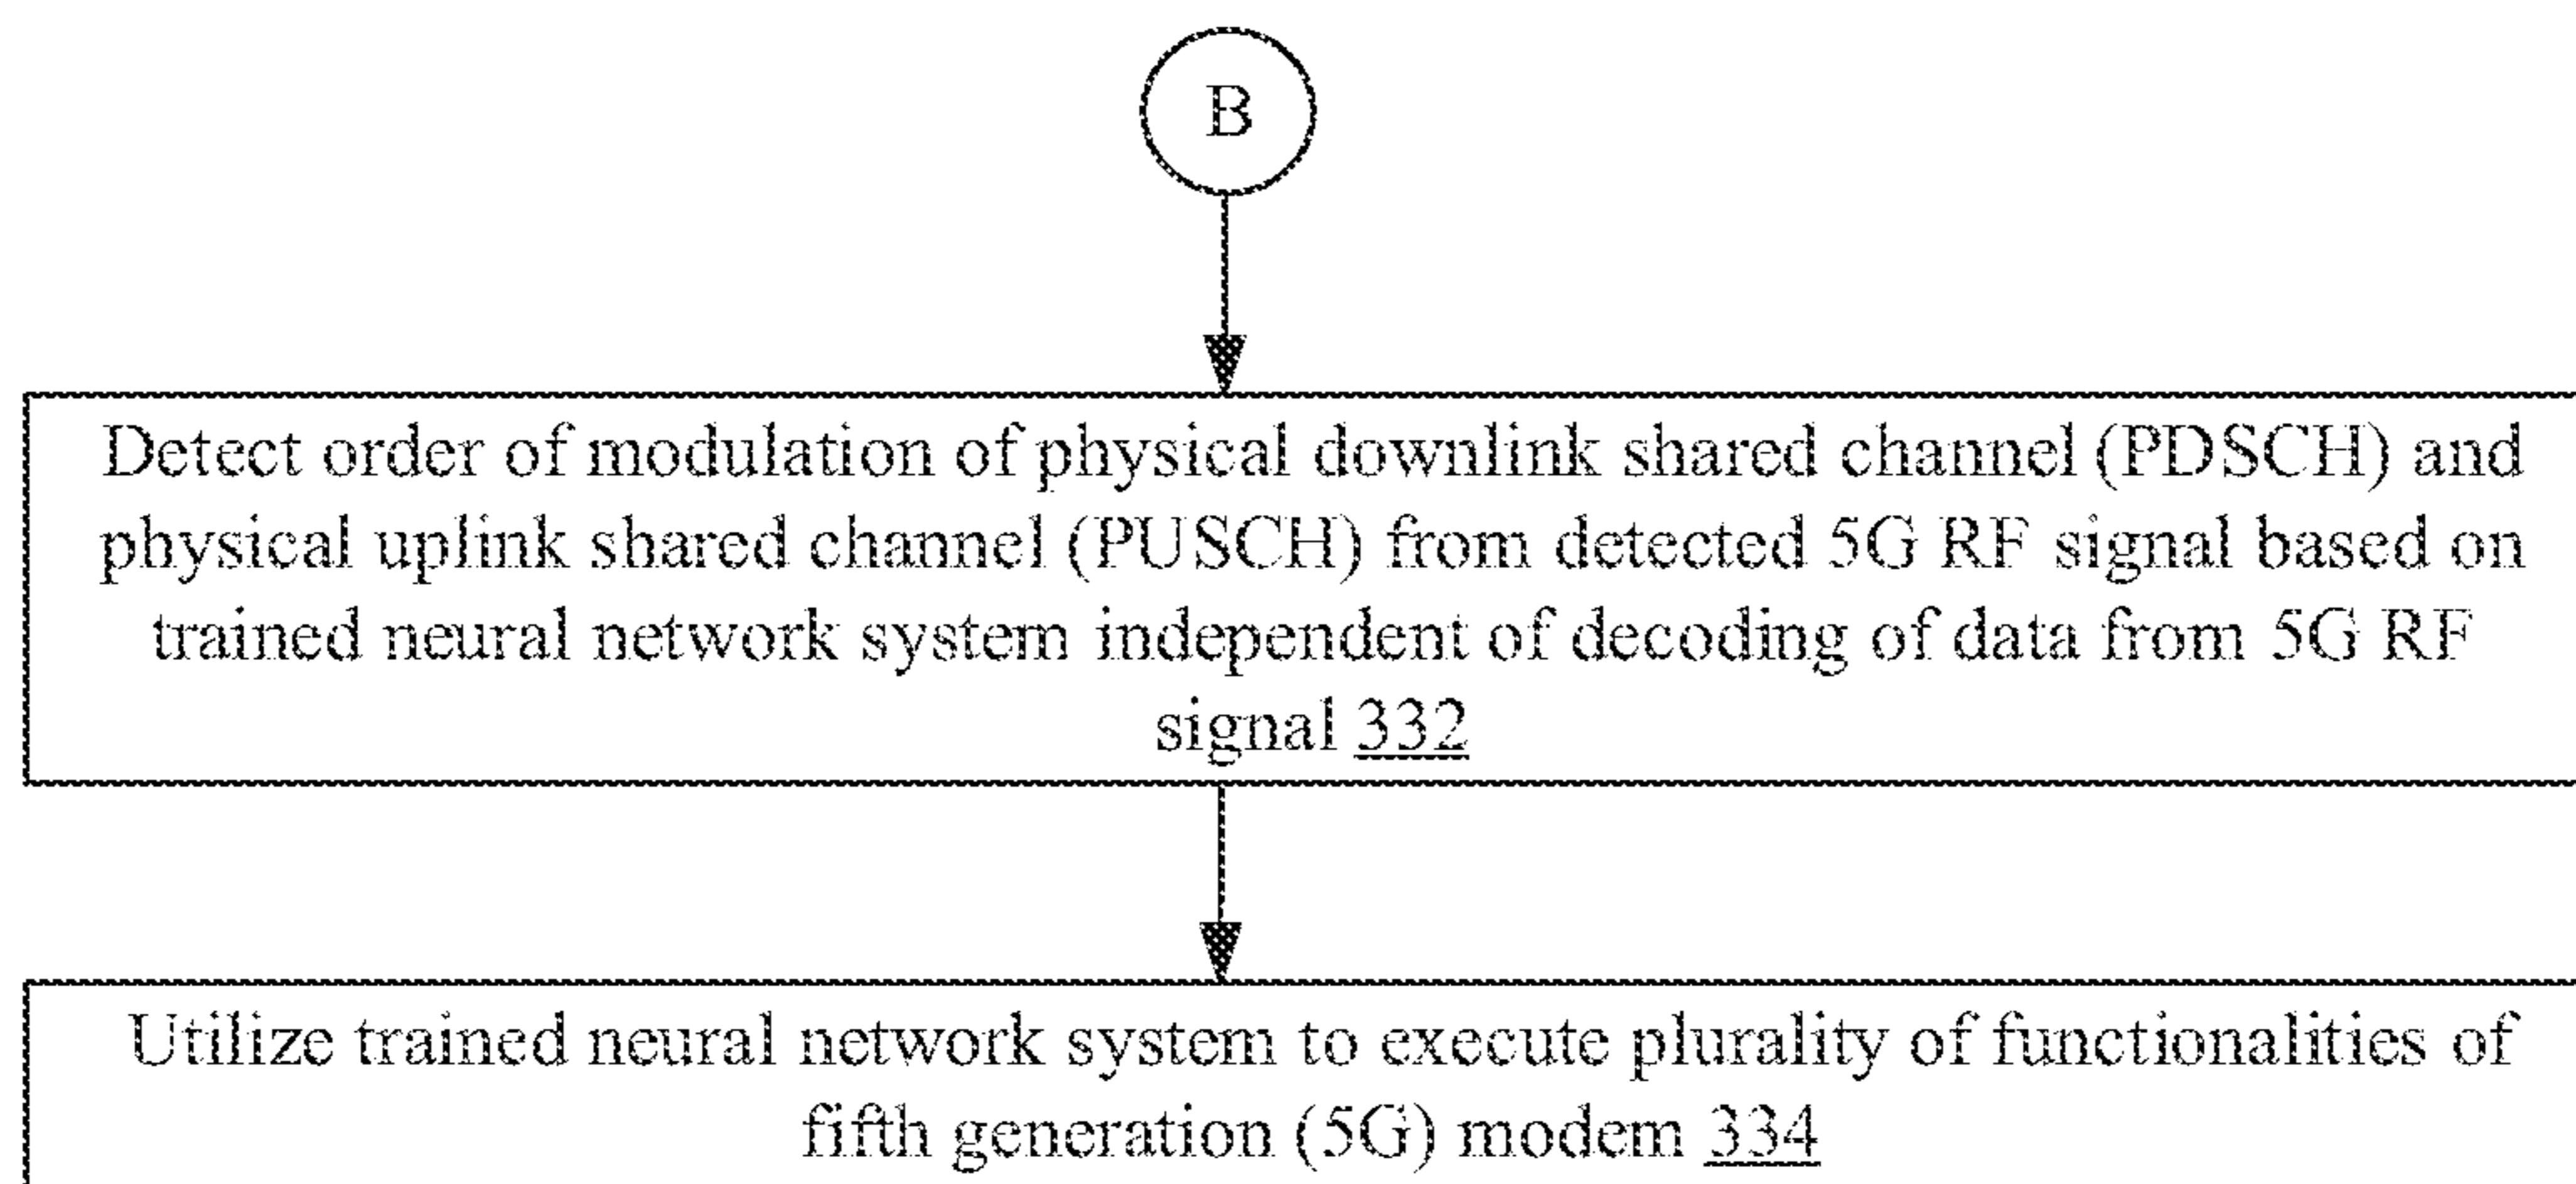 B
Detect order of modulation of physical downlink shared channel (PDSCH) and
physical uplink shared channel (PUSCH) from detected 5G RF signal based on
trained neural network system independent of decoding of data from 5G RF
signal 332
Utilize trained neural network system to execute plurality of functionalities of
fifth generation (5G) modem 334